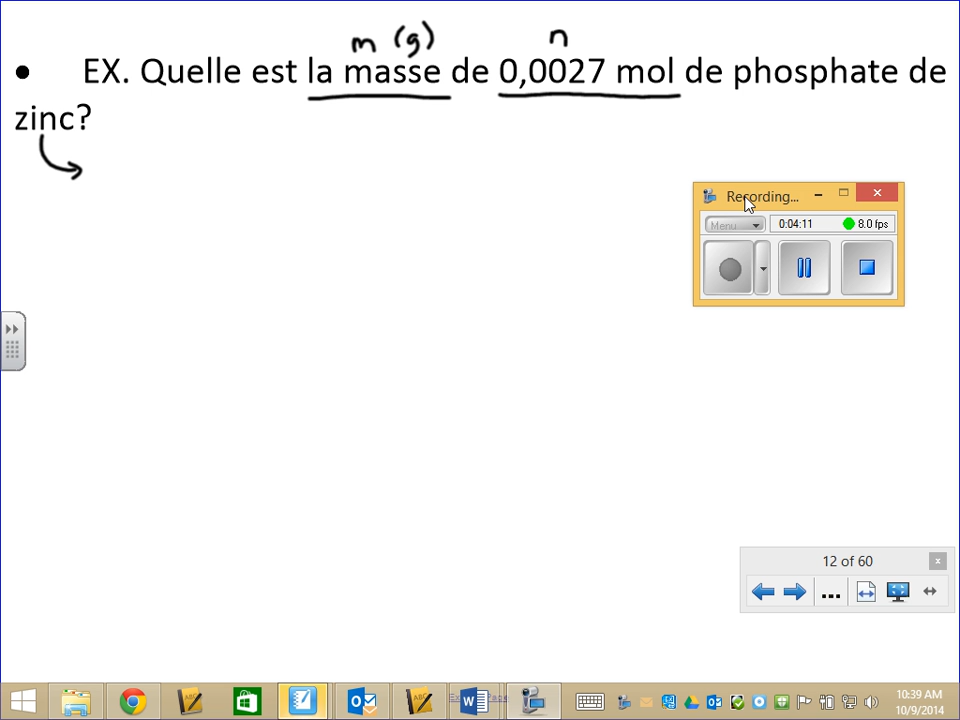 m (g) n
• EX. Quelle est la masse de 0,0027 mol de phosphate de
zinc?
Recording...
Menu 0:04:11 8.0 fps
12 of 60
10:39 AM
10/9/2014